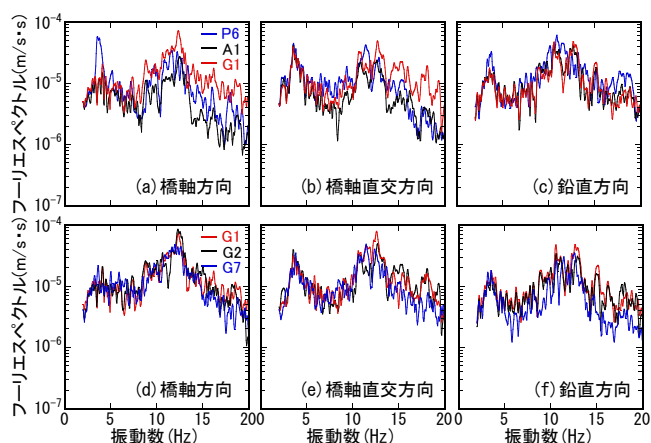 フーリエスペクトル(m/s・s)
10⁻⁴
10⁻⁵
10⁻⁶
10⁻⁷
P6
A1
G1
(a)橋軸方向
(b)橋軸直交方向
(c)鉛直方向
フーリエスペクトル(m/s・s)
10⁻⁴
10⁻⁵
10⁻⁶
10⁻⁷
G1
G2
G7
(d)橋軸方向
(e)橋軸直交方向
(f)鉛直方向
0 5 10 15 20 0 5 10 15 20 0 5 10 15 20
振動数(Hz) 振動数(Hz) 振動数(Hz)